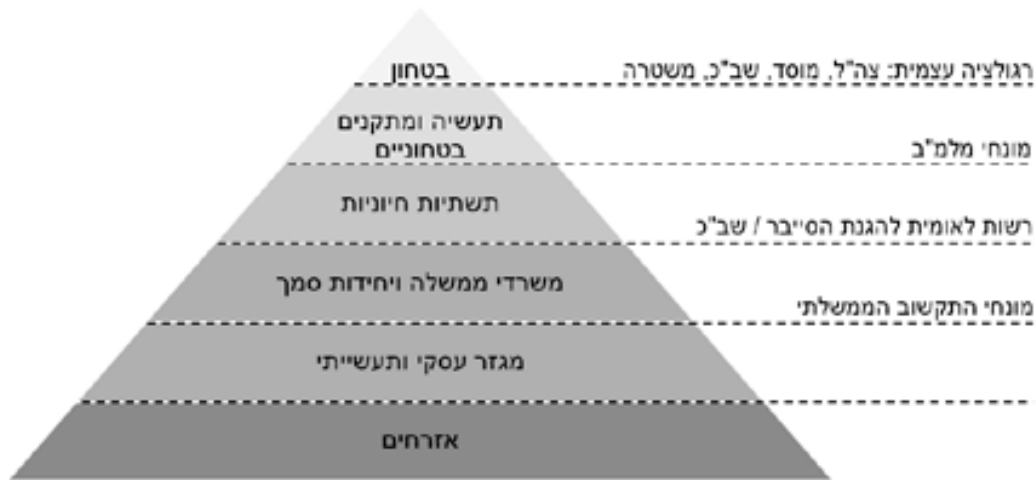 בטחון
רגולציה עצמית: צה"ל, מוסד, שב"כ, משטרה
תעשיה ומתקנים
בטחוניים
מונחי מלמ"ב
תשתיות חיוניות
רשות לאומית להגנת הסייבר / שב"כ
משרדי ממשלה ויחידות סמך
מונחי התקשוב הממשלתי
מגזר עסקי ותעשייתי
אזרחים